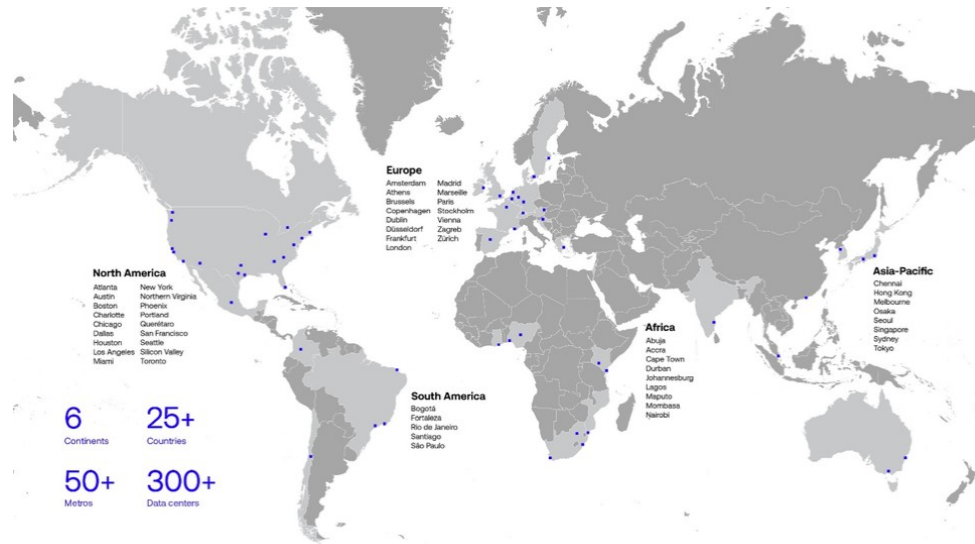 Europe
Amsterdam Madrid
Athens Marseille
Brussels Paris
Copenhagen Stockholm
Dublin Vienna
Düsseldorf Zagreb
Frankfurt Zürich
London
North America
Atlanta New York
Austin Northern Virginia
Boston Phoenix
Charlotte Portland
Chicago Querétaro
Dallas San Francisco
Houston Seattle
Los Angeles Silicon Valley
Miami Toronto
Asia-Pacific
Chennai
Hong Kong
Melbourne
Osaka
Seoul
Singapore
Sydney
Tokyo
Africa
Abuja
Accra
Cape Town
Durban
Johannesburg
Lagos
Maputo
Mombasa
Nairobi
South America
Bogotá
Fortaleza
Rio de Janeiro
Santiago
São Paulo
6 25+
Continents Countries
50+ 300+
Metros Data centers